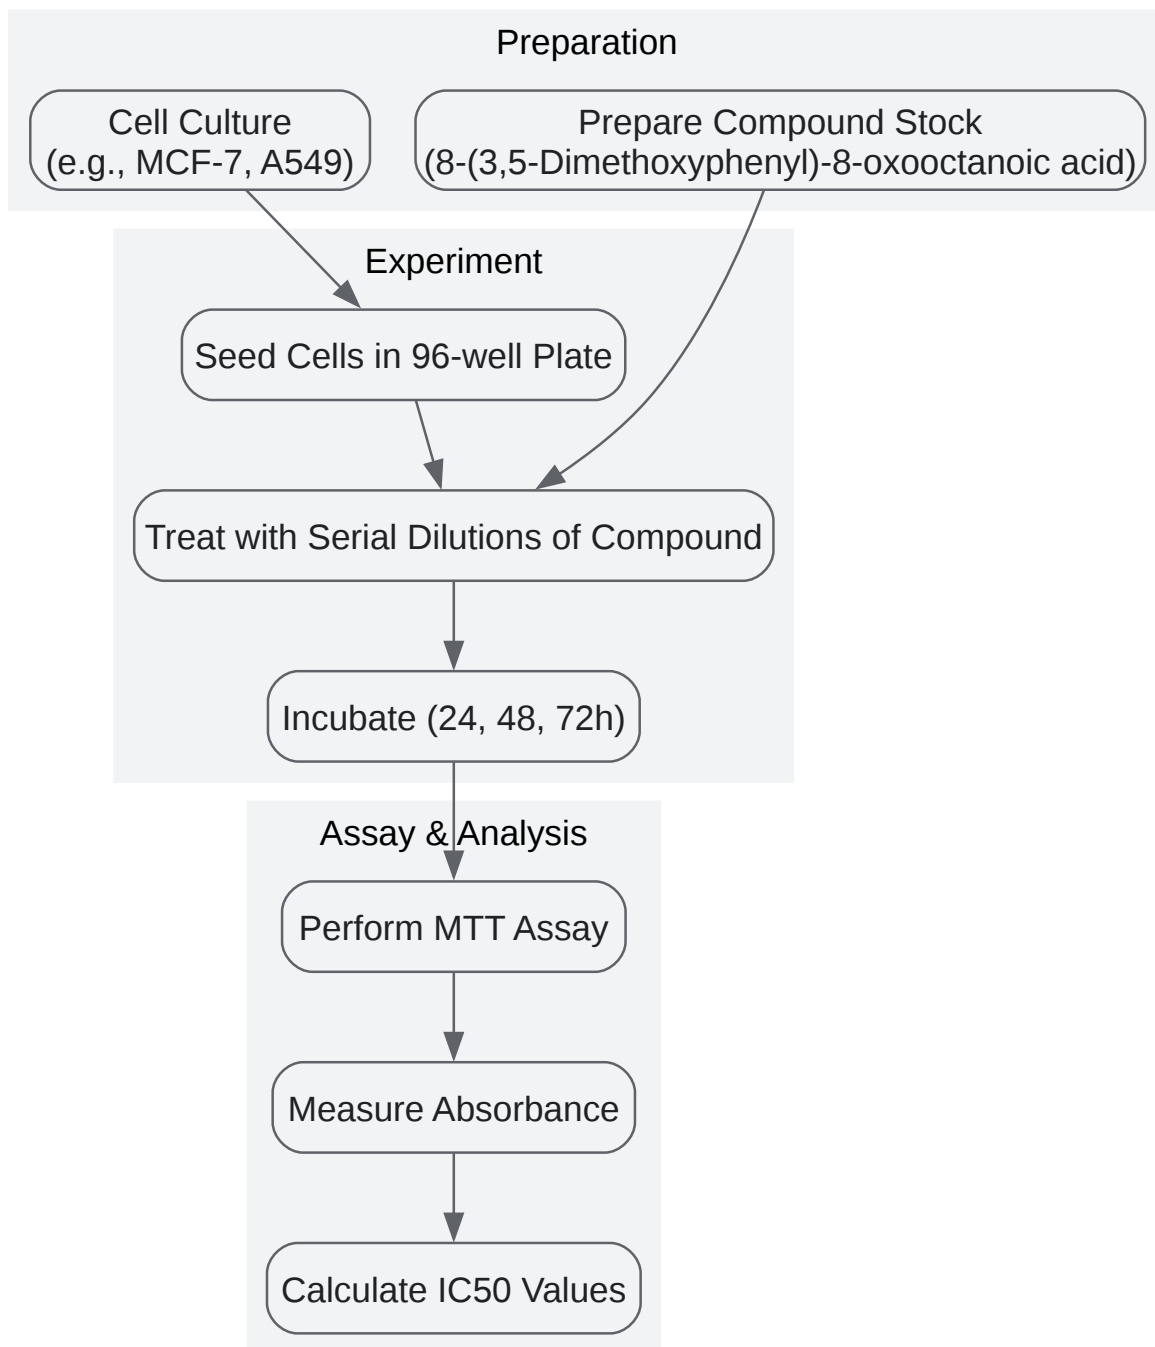 Preparation
Cell Culture
(e.g., MCF-7, A549)
Prepare Compound Stock
(8-(3,5-Dimethoxyphenyl)-8-oxooctanoic acid)
Experiment
Seed Cells in 96-well Plate
Treat with Serial Dilutions of Compound
Incubate (24, 48, 72h)
Assay & Analysis
Perform MTT Assay
Measure Absorbance
Calculate IC50 Values